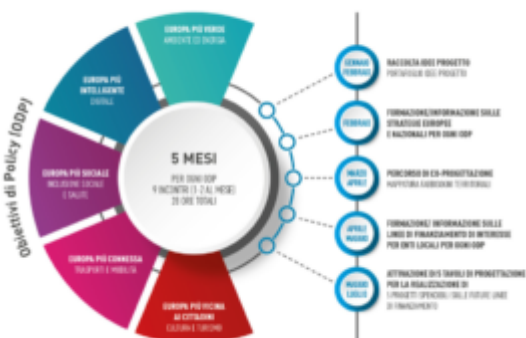 Obiettivi di Policy (ODP)
EUROPA PIÙ VERDE
AMBIENTE ED ENERGIA
EUROPA PIÙ
INTELLIGENTE
DIGITALE
EUROPA PIÙ SOCIALE
INCLUSIONE SOCIALE
E SALUTE
EUROPA PIÙ CONNESSA
TRASPORTI E MOBILITÀ
EUROPA PIÙ VICINA
AI CITTADINI
CULTURA E TURISMO
5 MESI
PER OGNI ODP
9 INCONTRI (1-2 AL MESE)
28 ORE TOTALI
GENNAIO
FEBBRAIO
RACCOLTA IDEE PROGETTO
PORTAFOGLIO IDEE PROGETTO
FEBBRAIO
FORMAZIONE/INFORMAZIONE SULLE
STRATEGIE EUROPEE
E NAZIONALI PER OGNI ODP
MARZO
APRILE
PERCORSO DI CO-PROGETTAZIONE
MAPPATURA TERRITORIALI
APRILE
MAGGIO
FORMAZIONE/ INFORMAZIONE SULLE
LINEE DI FINANZIAMENTO DI INTERESSE
PER ENTI LOCALI PER OGNI ODP
MAGGIO
LUGLIO
ATTIVAZIONE DI 5 TAVOLI DI PROGETTAZIONE
PER LA REALIZZAZIONE DI
5 PROGETTI SPENDIBILI SULLE FUTURE LINEE
DI FINANZIAMENTO